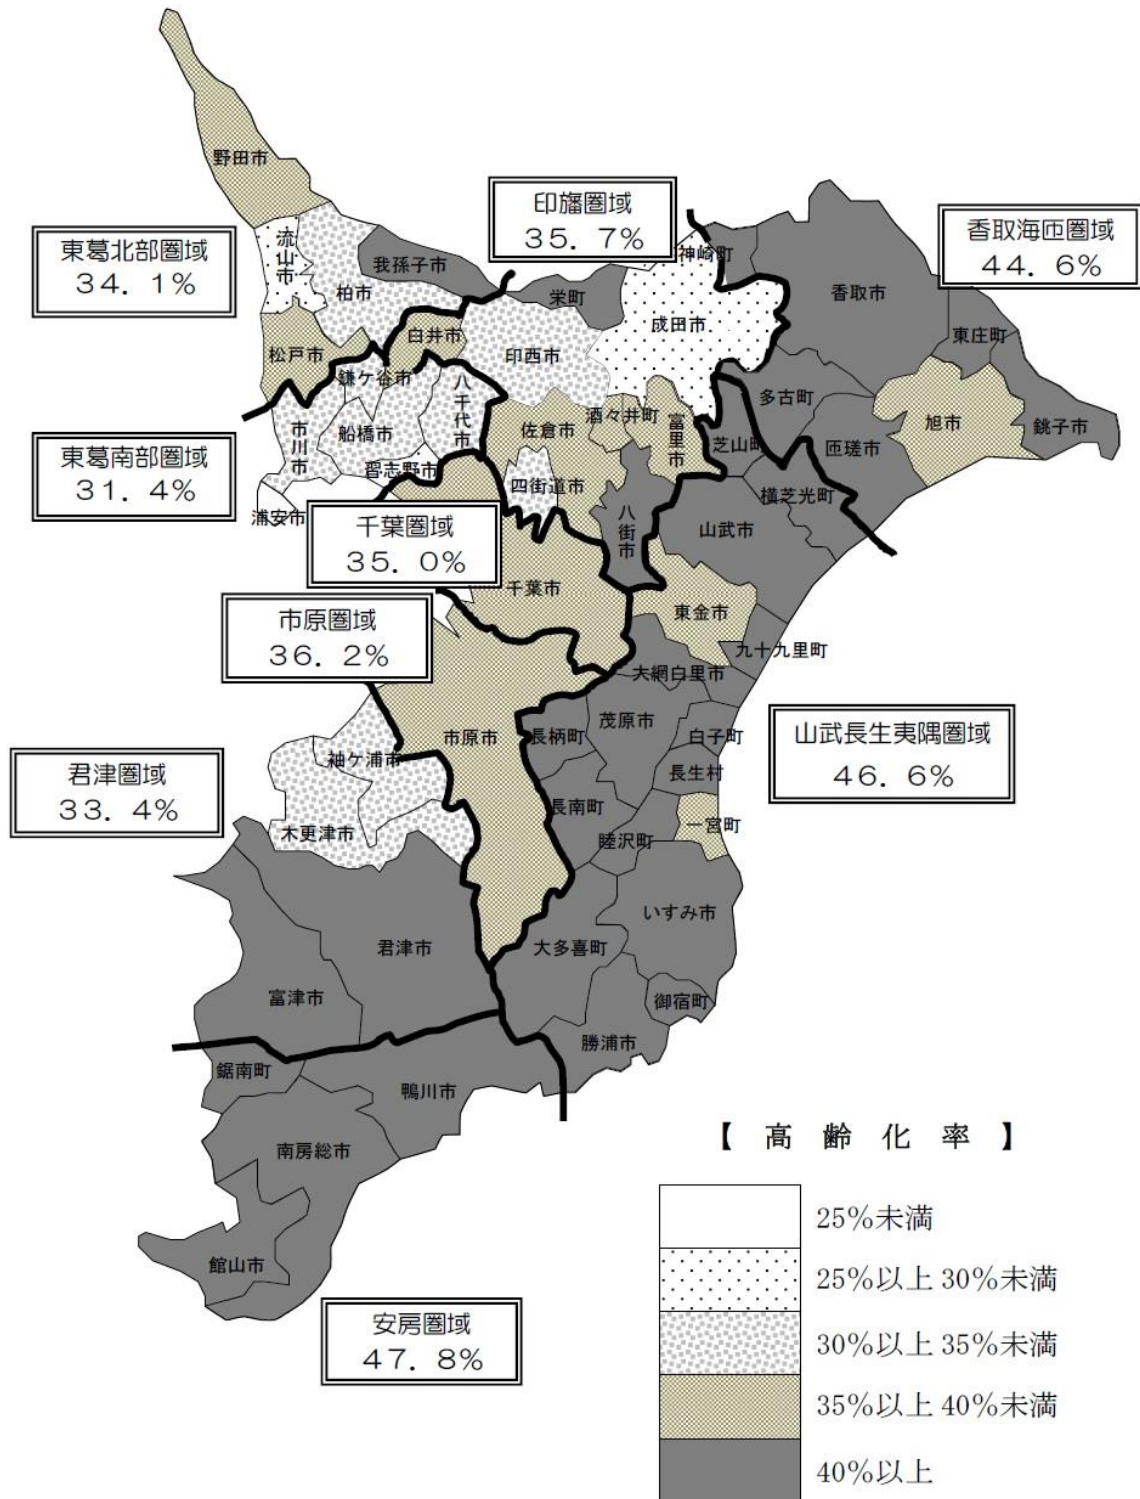 野田市
流山市
柏市
我孫子市
松戸市
東葛北部圏域
34.1%
印旛圏域
35.7%
香取海匝圏域
44.6%
神崎町
栄町
成田市
香取市
東庄町
白井市
印西市
鎌ケ谷市
八千代市
船橋市
市川市
習志野市
浦安市
佐倉市
酒々井町
富里市
四街道市
八街市
芝山町
多古町
匝瑳市
旭市
銚子市
横芝光町
山武市
東葛南部圏域
31.4%
千葉圏域
35.0%
千葉市
東金市
九十九里町
大網白里市
市原圏域
36.2%
市原市
茂原市
長柄町
白子町
長生村
長南町
睦沢町
一宮町
山武長生夷隅圏域
46.6%
君津圏域
33.4%
袖ケ浦市
木更津市
君津市
富津市
いすみ市
大多喜町
御宿町
勝浦市
鋸南町
鴨川市
南房総市
館山市
安房圏域
47.8%
【 高 齢 化 率 】
25%未満
25%以上30%未満
30%以上35%未満
35%以上40%未満
40%以上